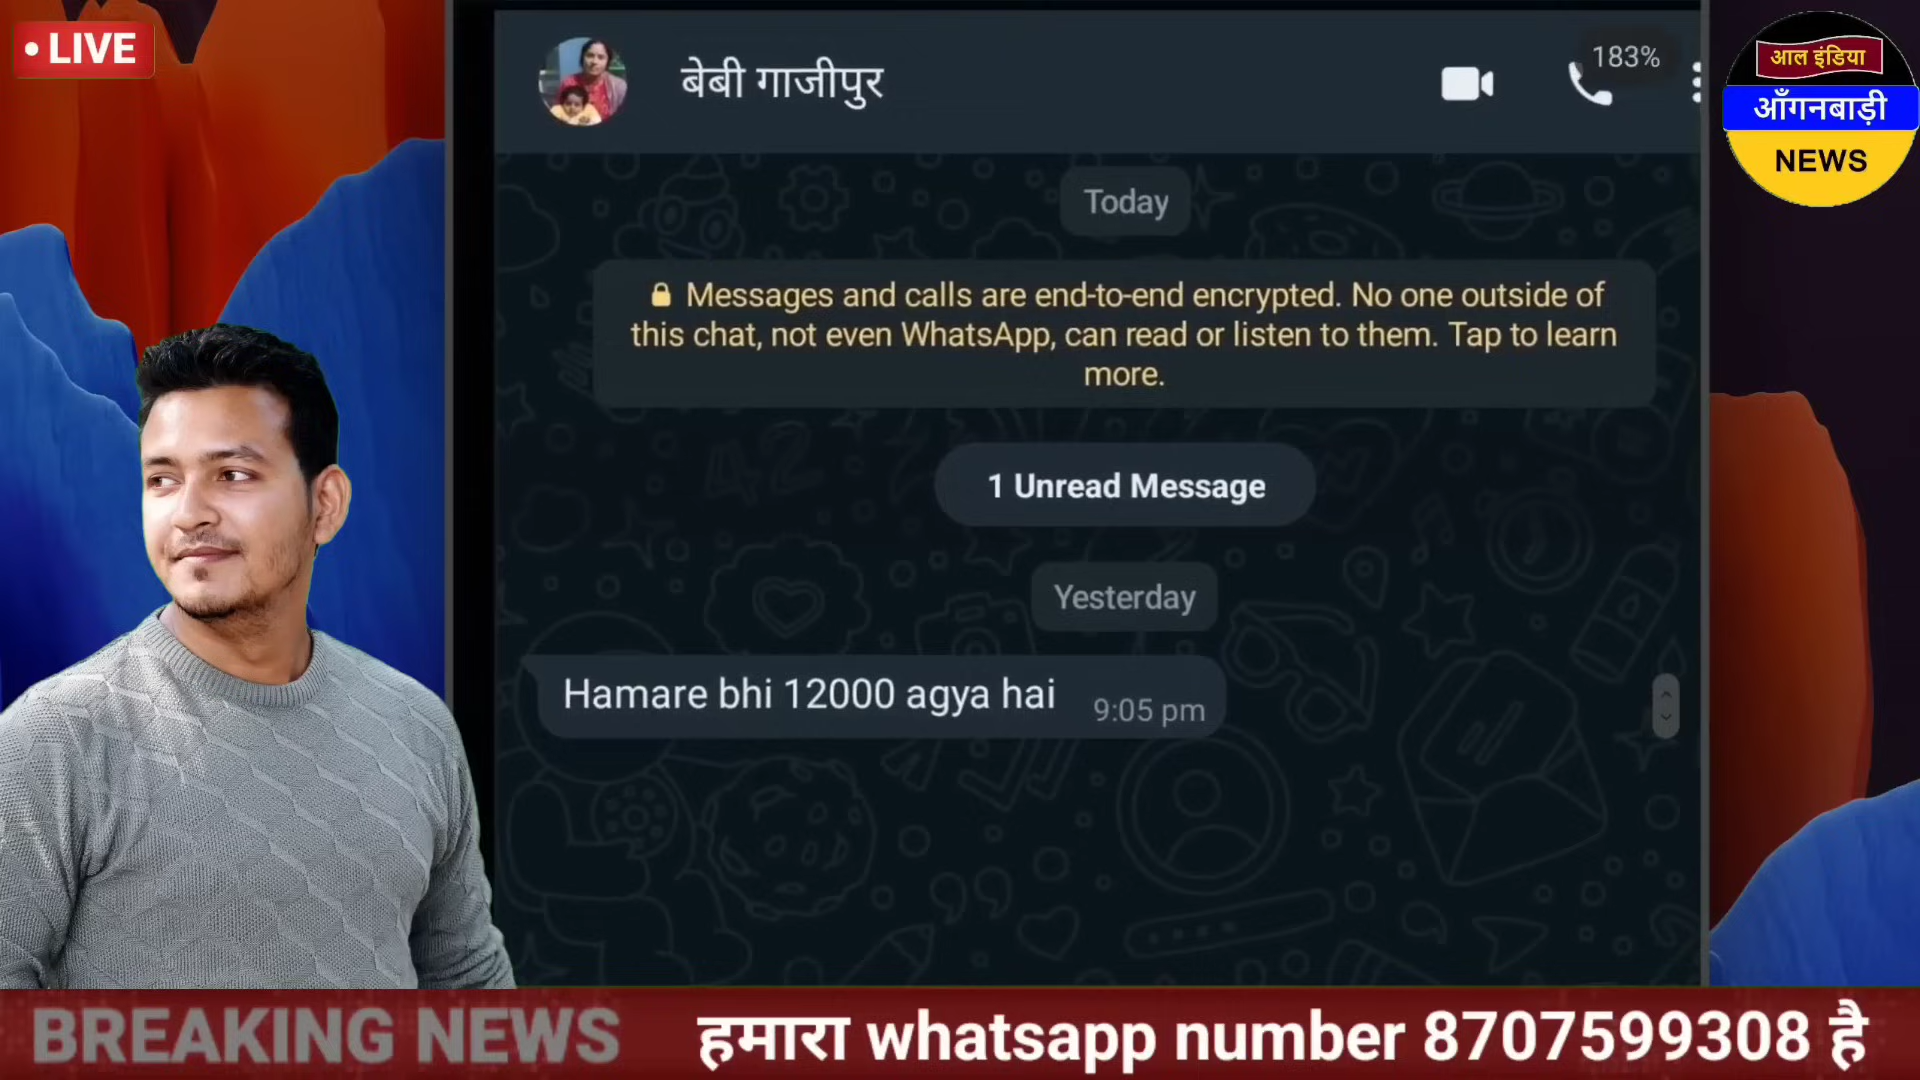 • LIVE
बेबी गाजीपुर
183%
आल इंडिया
आँगनबाड़ी
NEWS
Today
Messages and calls are end-to-end encrypted. No one outside of
this chat, not even WhatsApp, can read or listen to them. Tap to learn
more.
1 Unread Message
Yesterday
Hamare bhi 12000 agya hai
9:05 pm
BREAKING NEWS
हमारा whatsapp number 8707599308 है